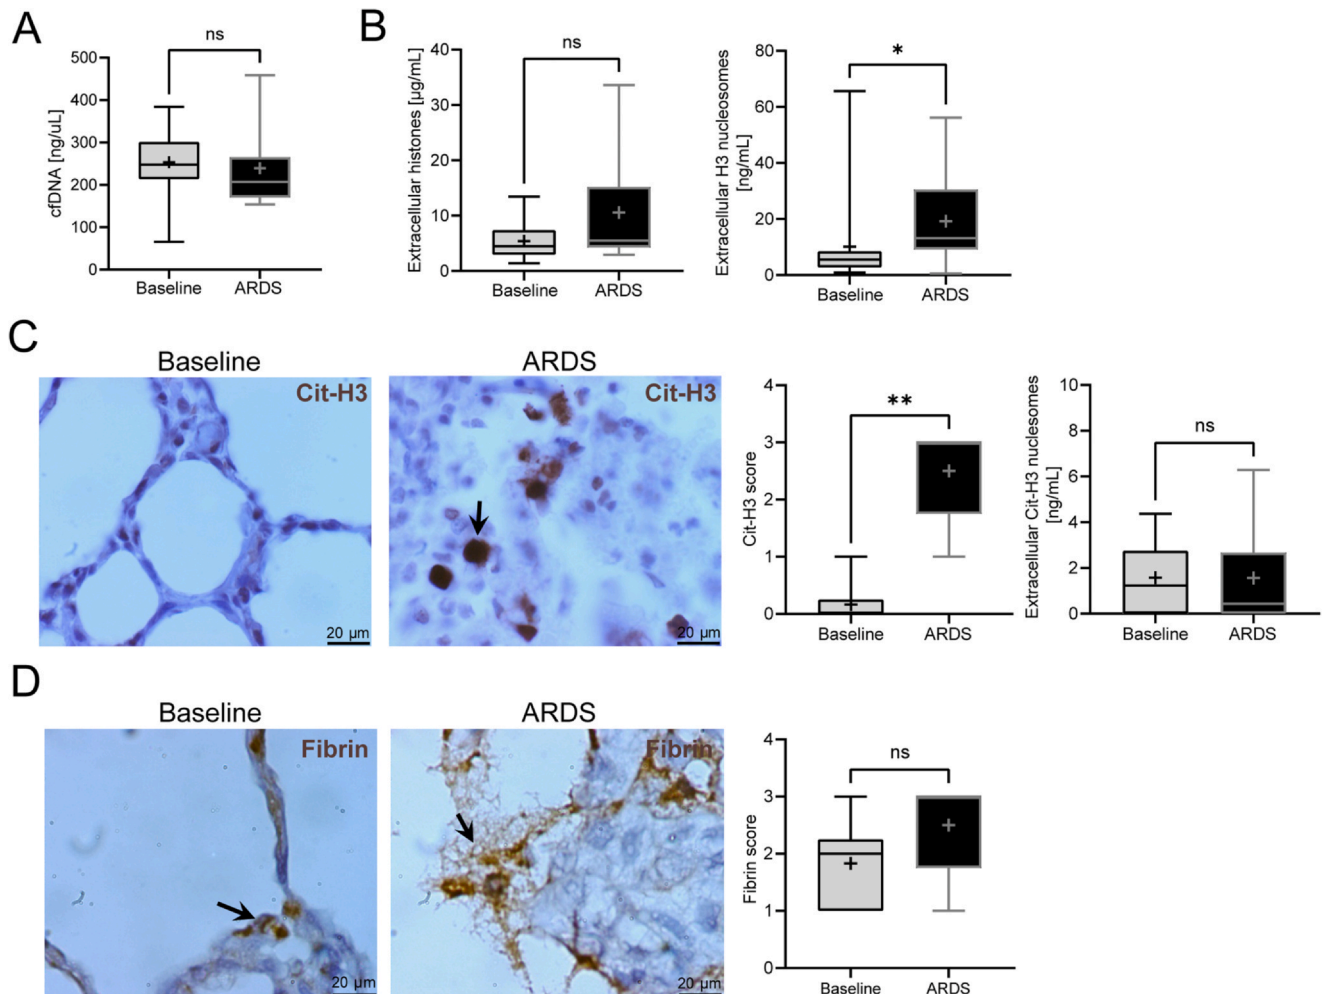 A
cfDNA [ng/uL]
500
400
300
200
100
0
ns
Baseline
ARDS
B
Extracellular histones [µg/mL]
40
30
20
10
0
ns
Baseline
ARDS
Extracellular H3 nucleosomes
[ng/mL]
80
60
40
20
0
*
Baseline
ARDS
C
Baseline
Cit-H3
20 µm
ARDS
Cit-H3
20 µm
Cit-H3 score
4
3
2
1
0
**
Baseline
ARDS
Extracellular Cit-H3 nuclesomes
[ng/mL]
10
8
6
4
2
0
ns
Baseline
ARDS
D
Baseline
Fibrin
20 µm
ARDS
Fibrin
20 µm
Fibrin score
4
3
2
1
0
ns
Baseline
ARDS